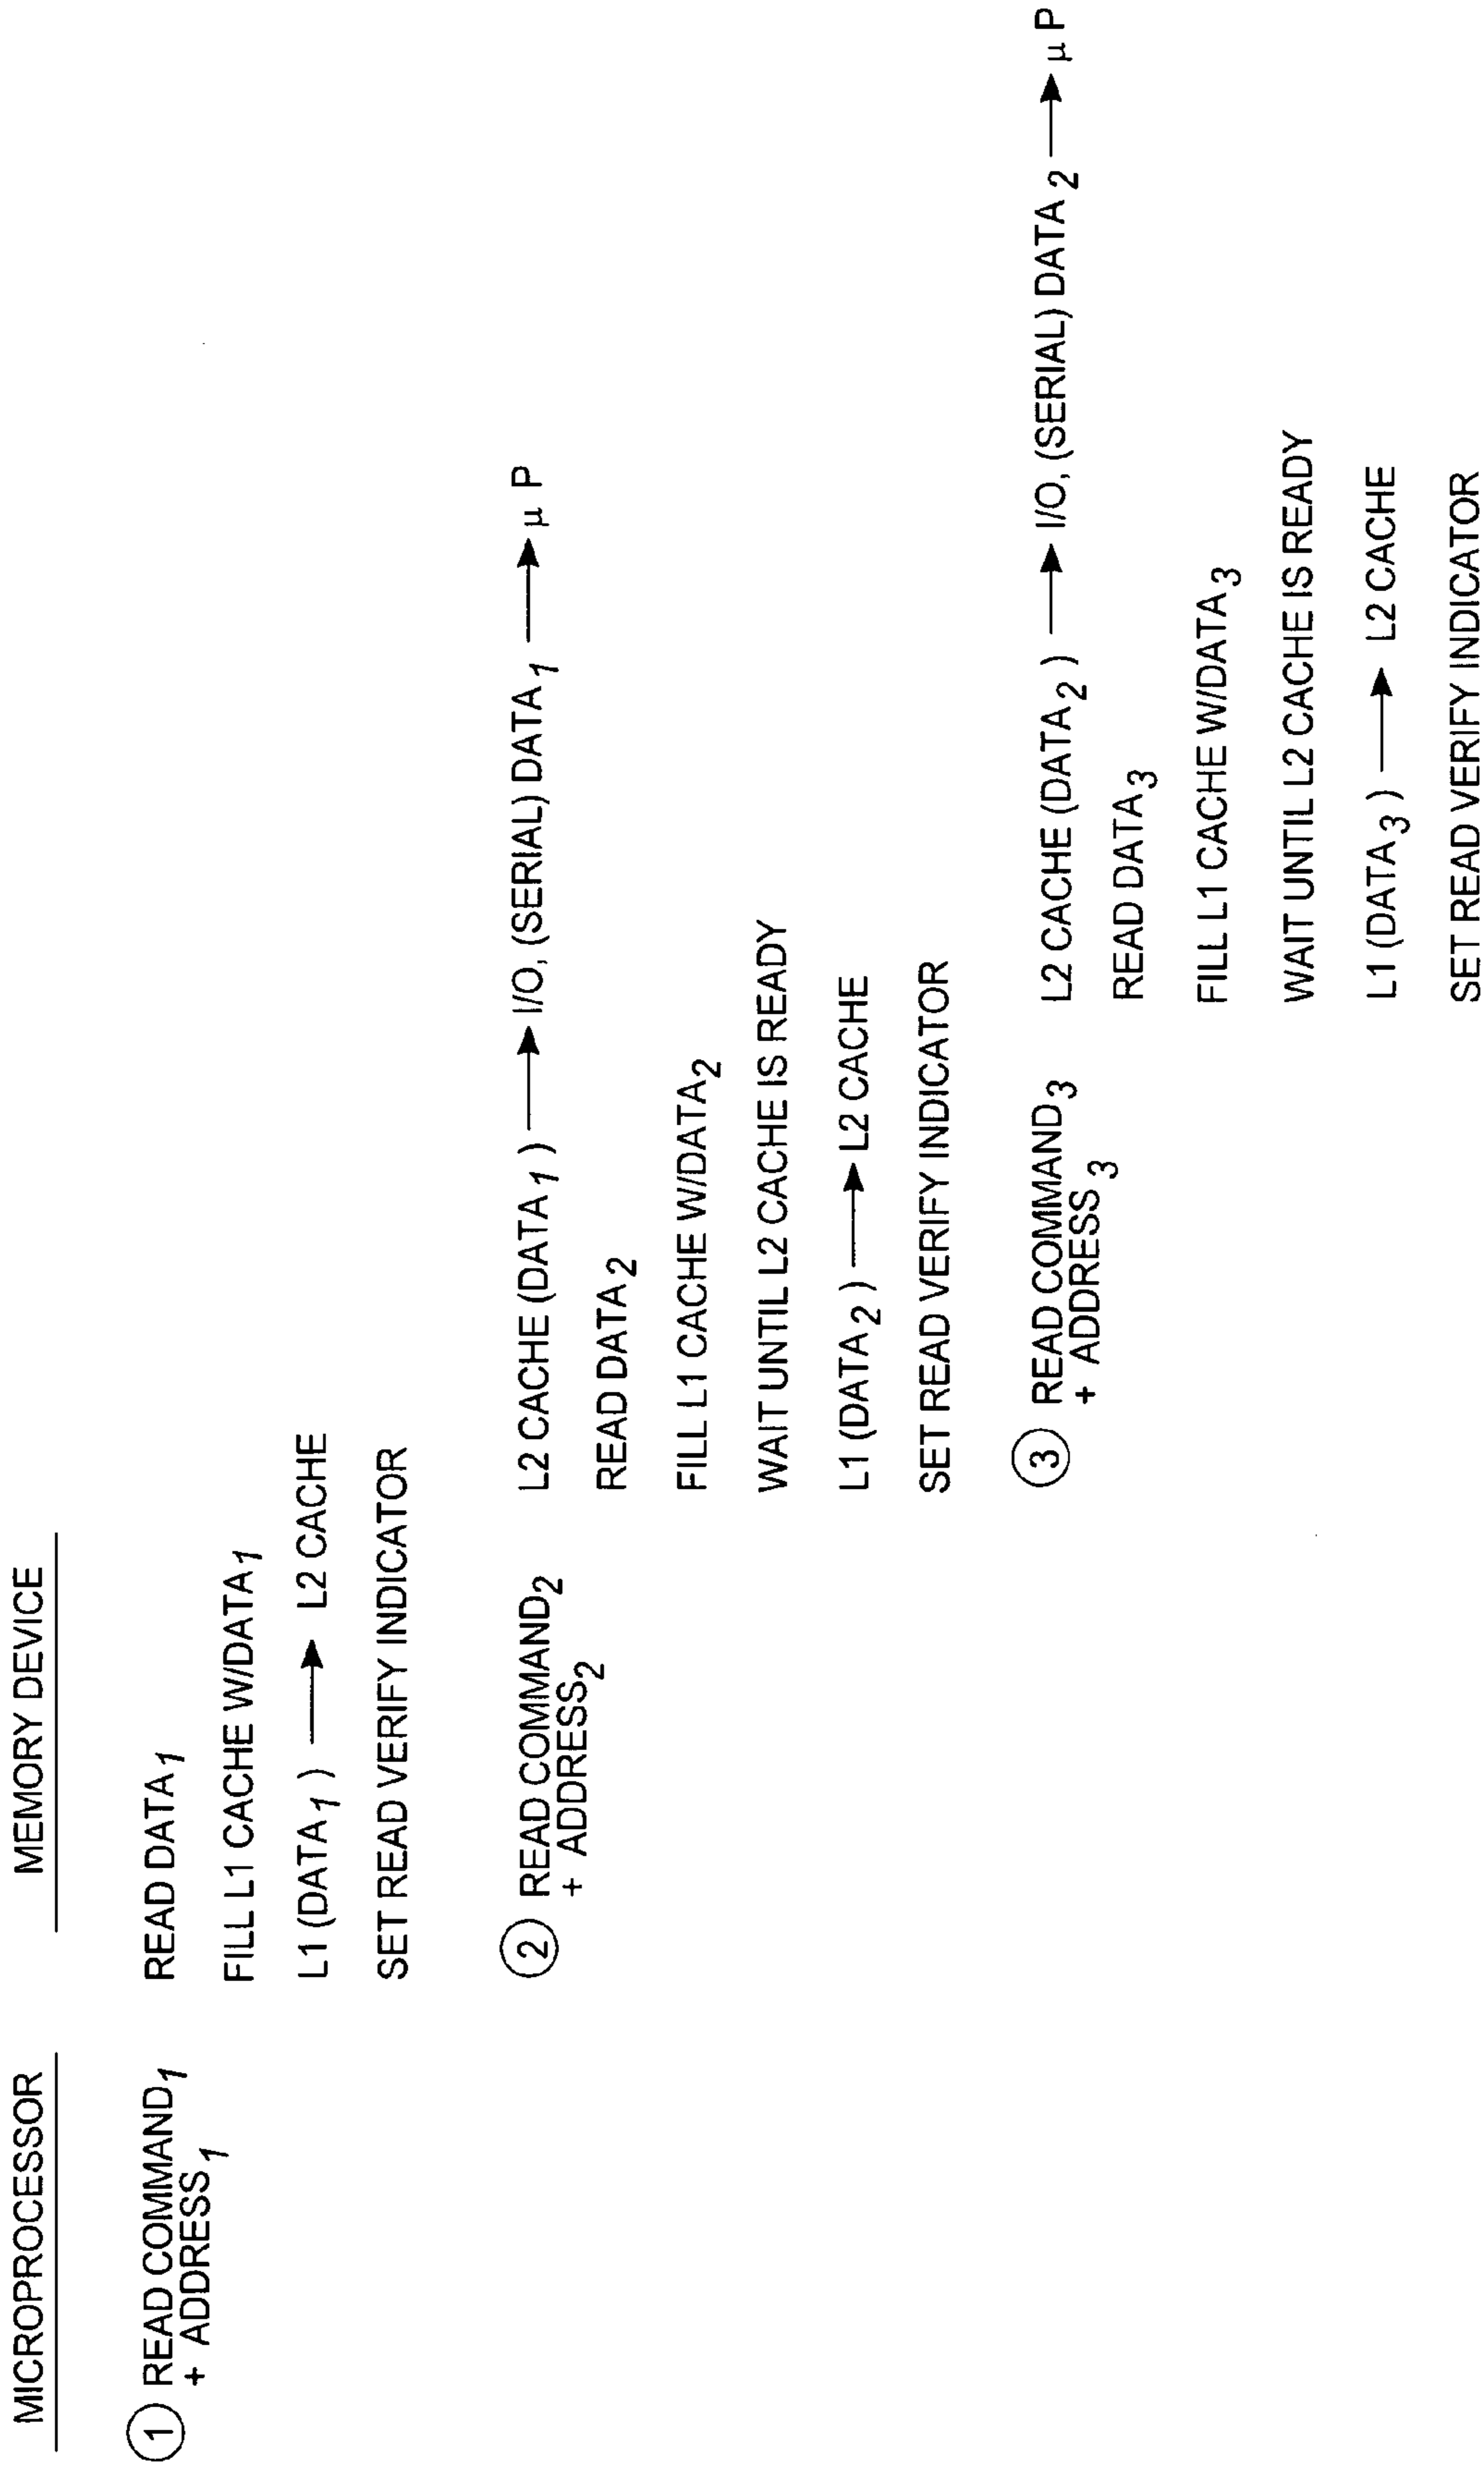 MICROPROCESSOR MEMORY DEVICE
① READ COMMAND₁ READ DATA₁
+ ADDRESS₁
FILL L1 CACHE W/DATA₁
L1 (DATA₁) ⟶ L2 CACHE
SET READ VERIFY INDICATOR
② READ COMMAND₂ L2 CACHE (DATA₁) ⟶ I/O, (SERIAL) DATA₁ ⟶ μ P
+ ADDRESS₂
READ DATA₂
FILL L1 CACHE W/DATA₂
WAIT UNTIL L2 CACHE IS READY
L1 (DATA₂) ⟶ L2 CACHE
SET READ VERIFY INDICATOR
③ READ COMMAND₃ L2 CACHE (DATA₂) ⟶ I/O, (SERIAL) DATA₂ ⟶ μ P
+ ADDRESS₃
READ DATA₃
FILL L1 CACHE W/DATA₃
WAIT UNTIL L2 CACHE IS READY
L1 (DATA₃) ⟶ L2 CACHE
SET READ VERIFY INDICATOR